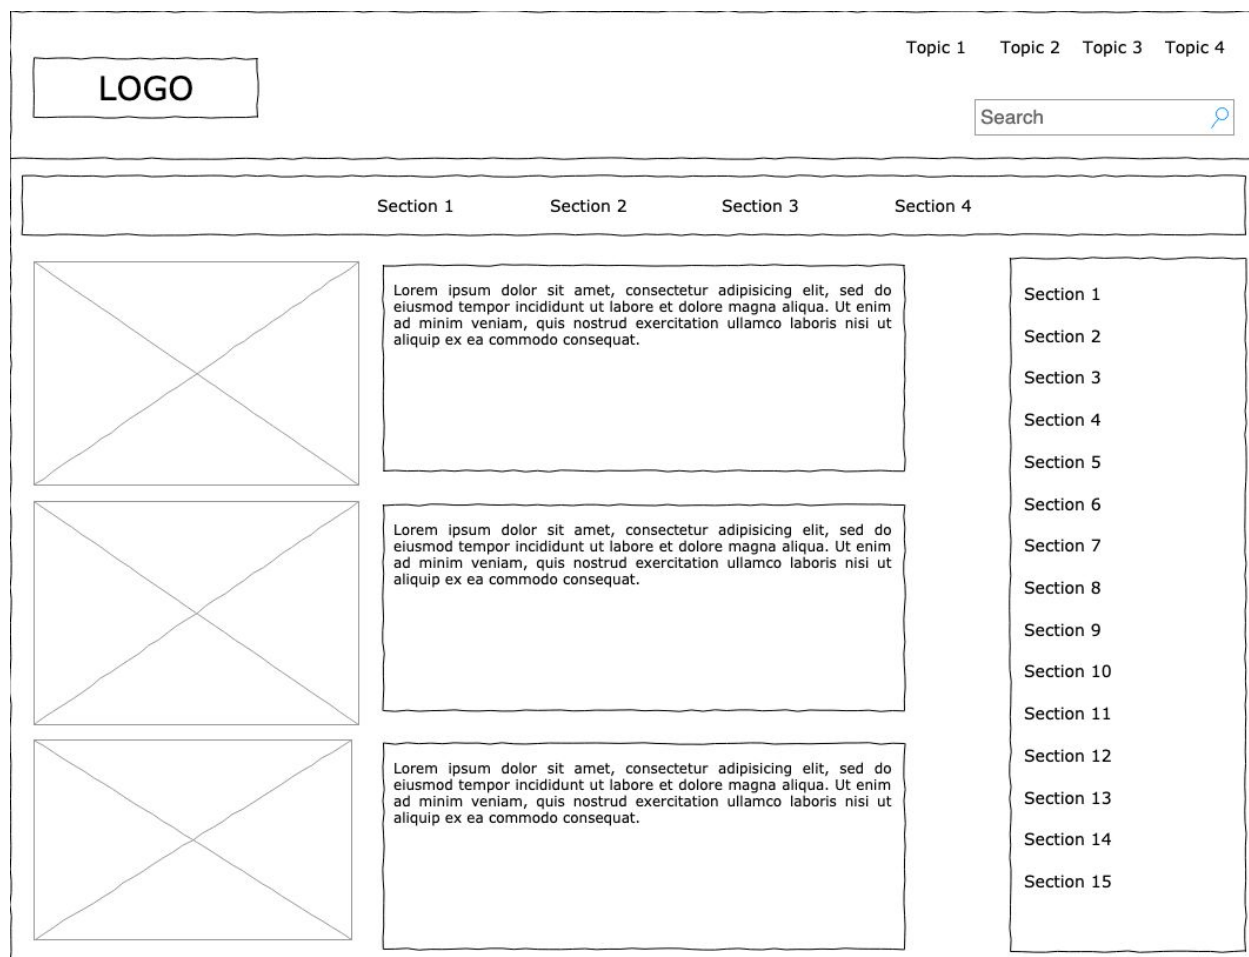 Topic 1
Topic 2
Topic 3
Topic 4
LOGO
Search
Section 1
Section 2
Section 3
Section 4
Lorem ipsum dolor sit amet, consectetur adipisicing elit, sed do
eiusmod tempor incididunt ut labore et dolore magna aliqua. Ut enim
ad minim veniam, quis nostrud exercitation ullamco laboris nisi ut
aliquip ex ea commodo consequat.
Lorem ipsum dolor sit amet, consectetur adipisicing elit, sed do
eiusmod tempor incididunt ut labore et dolore magna aliqua. Ut enim
ad minim veniam, quis nostrud exercitation ullamco laboris nisi ut
aliquip ex ea commodo consequat.
Lorem ipsum dolor sit amet, consectetur adipisicing elit, sed do
eiusmod tempor incididunt ut labore et dolore magna aliqua. Ut enim
ad minim veniam, quis nostrud exercitation ullamco laboris nisi ut
aliquip ex ea commodo consequat.
Section 1
Section 2
Section 3
Section 4
Section 5
Section 6
Section 7
Section 8
Section 9
Section 10
Section 11
Section 12
Section 13
Section 14
Section 15